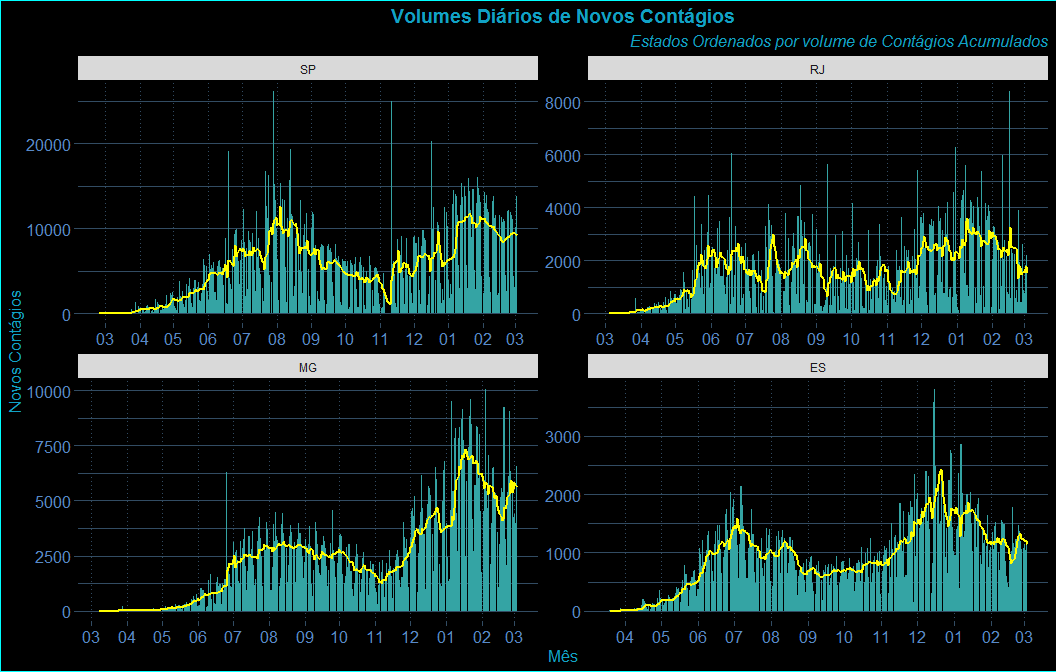 Volumes Diários de Novos Contágios
Estados Ordenados por volume de Contágios Acumulados
SP
RJ
20000
10000
0
03 04 05 06 07 08 09 10 11 12 01 02 03
8000
6000
4000
2000
0
03 04 05 06 07 08 09 10 11 12 01 02 03
Novos Contágios
MG
ES
10000
7500
5000
2500
0
03 04 05 06 07 08 09 10 11 12 01 02 03
3000
2000
1000
0
04 05 06 07 08 09 10 11 12 01 02 03
Mês